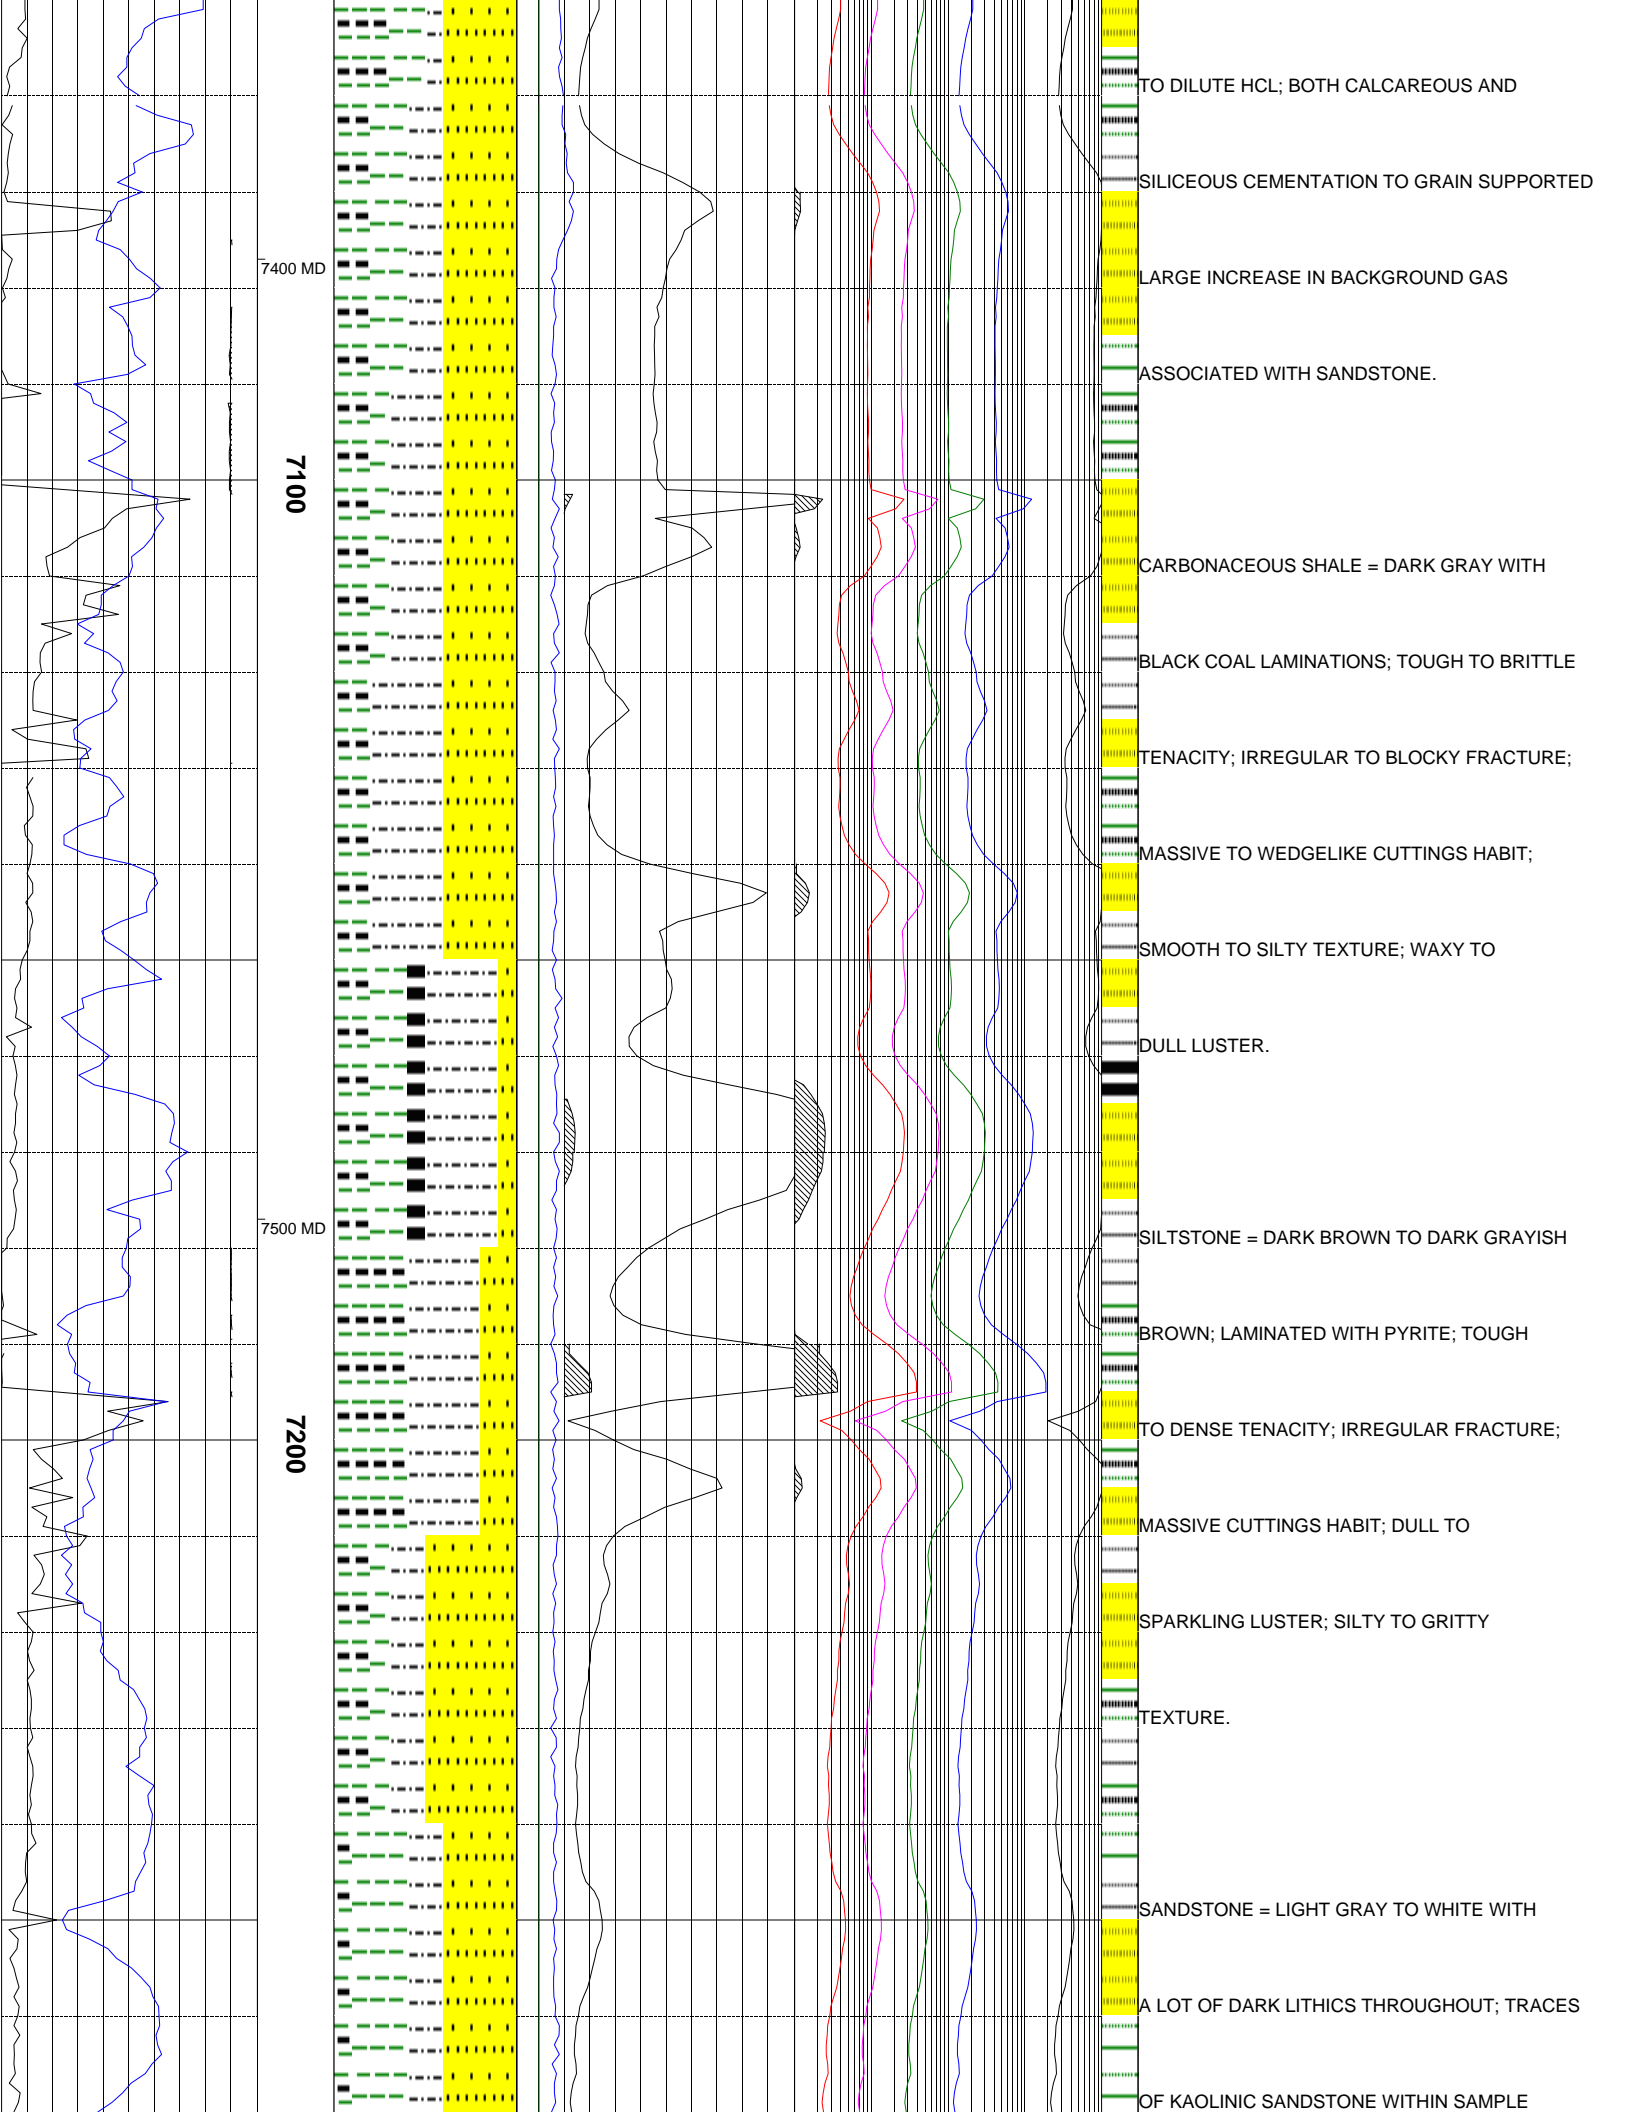 TO DILUTE HCL; BOTH CALCAREOUS AND
SILICEOUS CEMENTATION TO GRAIN SUPPORTED
7400 MD
LARGE INCREASE IN BACKGROUND GAS
ASSOCIATED WITH SANDSTONE.
7100
CARBONACEOUS SHALE = DARK GRAY WITH
BLACK COAL LAMINATIONS; TOUGH TO BRITTLE
TENACITY; IRREGULAR TO BLOCKY FRACTURE;
MASSIVE TO WEDGELIKE CUTTINGS HABIT;
SMOOTH TO SILTY TEXTURE; WAXY TO
DULL LUSTER.
7500 MD
SILTSTONE = DARK BROWN TO DARK GRAYISH
BROWN; LAMINATED WITH PYRITE; TOUGH
7200
TO DENSE TENACITY; IRREGULAR FRACTURE;
MASSIVE CUTTINGS HABIT; DULL TO
SPARKLING LUSTER; SILTY TO GRITTY
TEXTURE.
SANDSTONE = LIGHT GRAY TO WHITE WITH
A LOT OF DARK LITHICS THROUGHOUT; TRACES
OF KAOLINIC SANDSTONE WITHIN SAMPLE